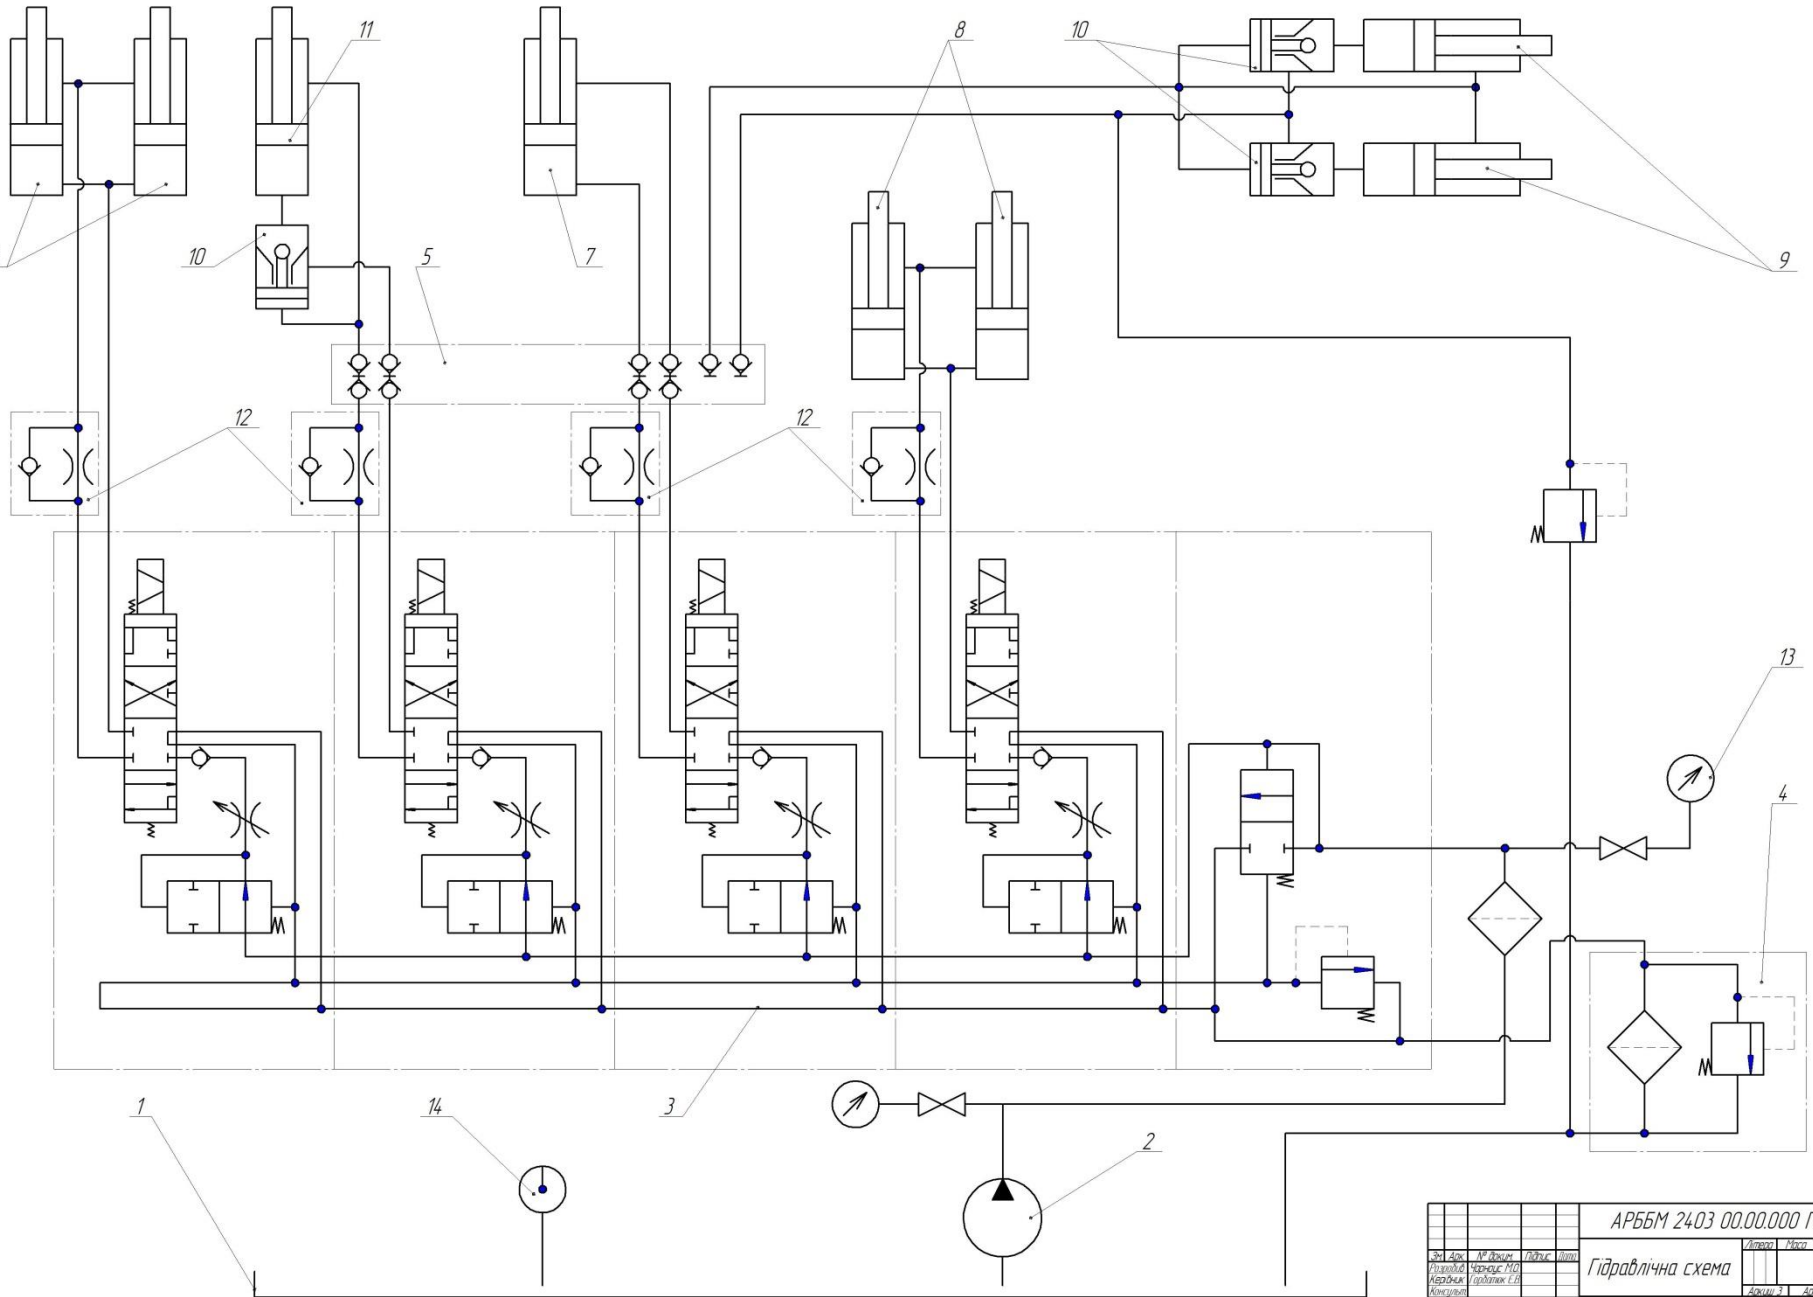 11
8
10
10
5
7
9
12
12
13
4
1
14
3
2
АРББМ 2403 00.00.000 Г
Зм Арк. № докум. Підпис Дата
Розробив Чорноус М.О.
Керівник Горбатюк Є.В.
Консульт.
Гідравлічна схема
Літера Маса
Аркуш 3